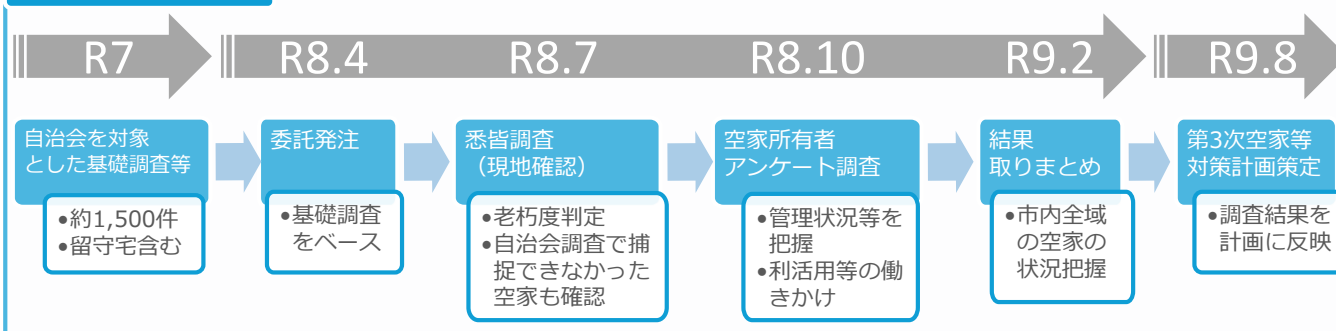 R7
R8.4
R8.7
R8.10
R9.2
R9.8
自治会を対象
とした基礎調査等
•約1,500件
•留守宅含む
委託発注
•基礎調査
をベース
悉皆調査
（現地確認）
•老朽度判定
•自治会調査で捕
捉できなかった
空家も確認
空家所有者
アンケート調査
•管理状況等を
把握
•利活用等の働
きかけ
結果
取りまとめ
•市内全域
の空家の
状況把握
第3次空家等
対策計画策定
•調査結果を
計画に反映